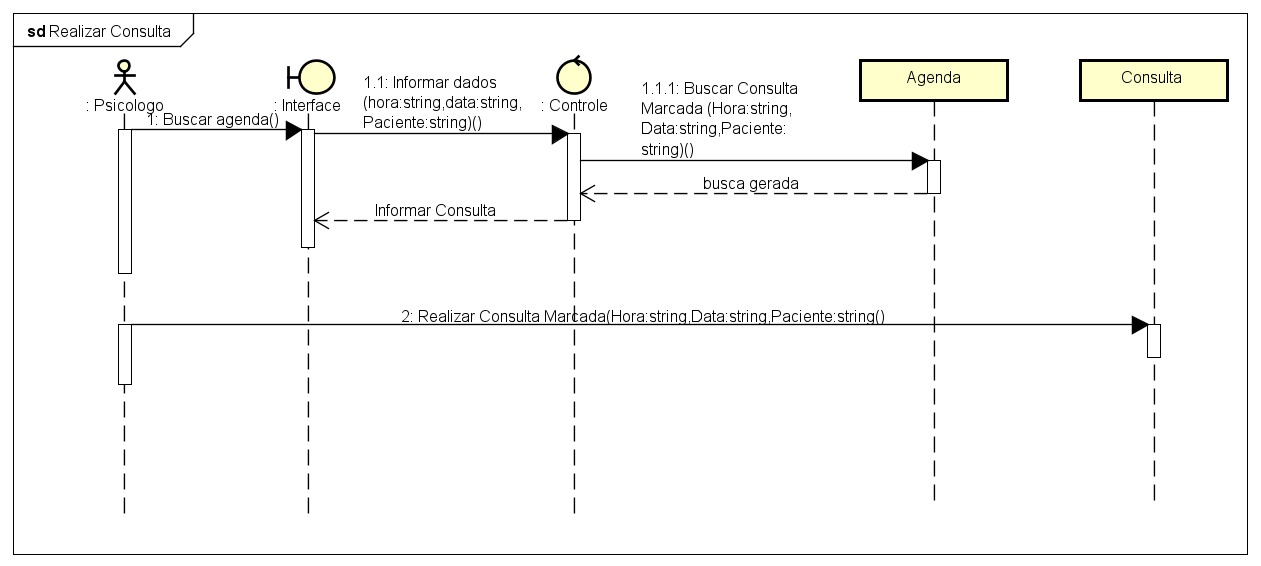 sd Realizar Consulta
: Psicologo
: Interface
: Controle
Agenda
Consulta
1: Buscar agenda()
1.1: Informar dados
(hora:string,data:string,
Paciente:string)()
1.1.1: Buscar Consulta
Marcada (Hora:string,
Data:string,Paciente:
string)()
busca gerada
Informar Consulta
2: Realizar Consulta Marcada(Hora:string,Data:string,Paciente:string()